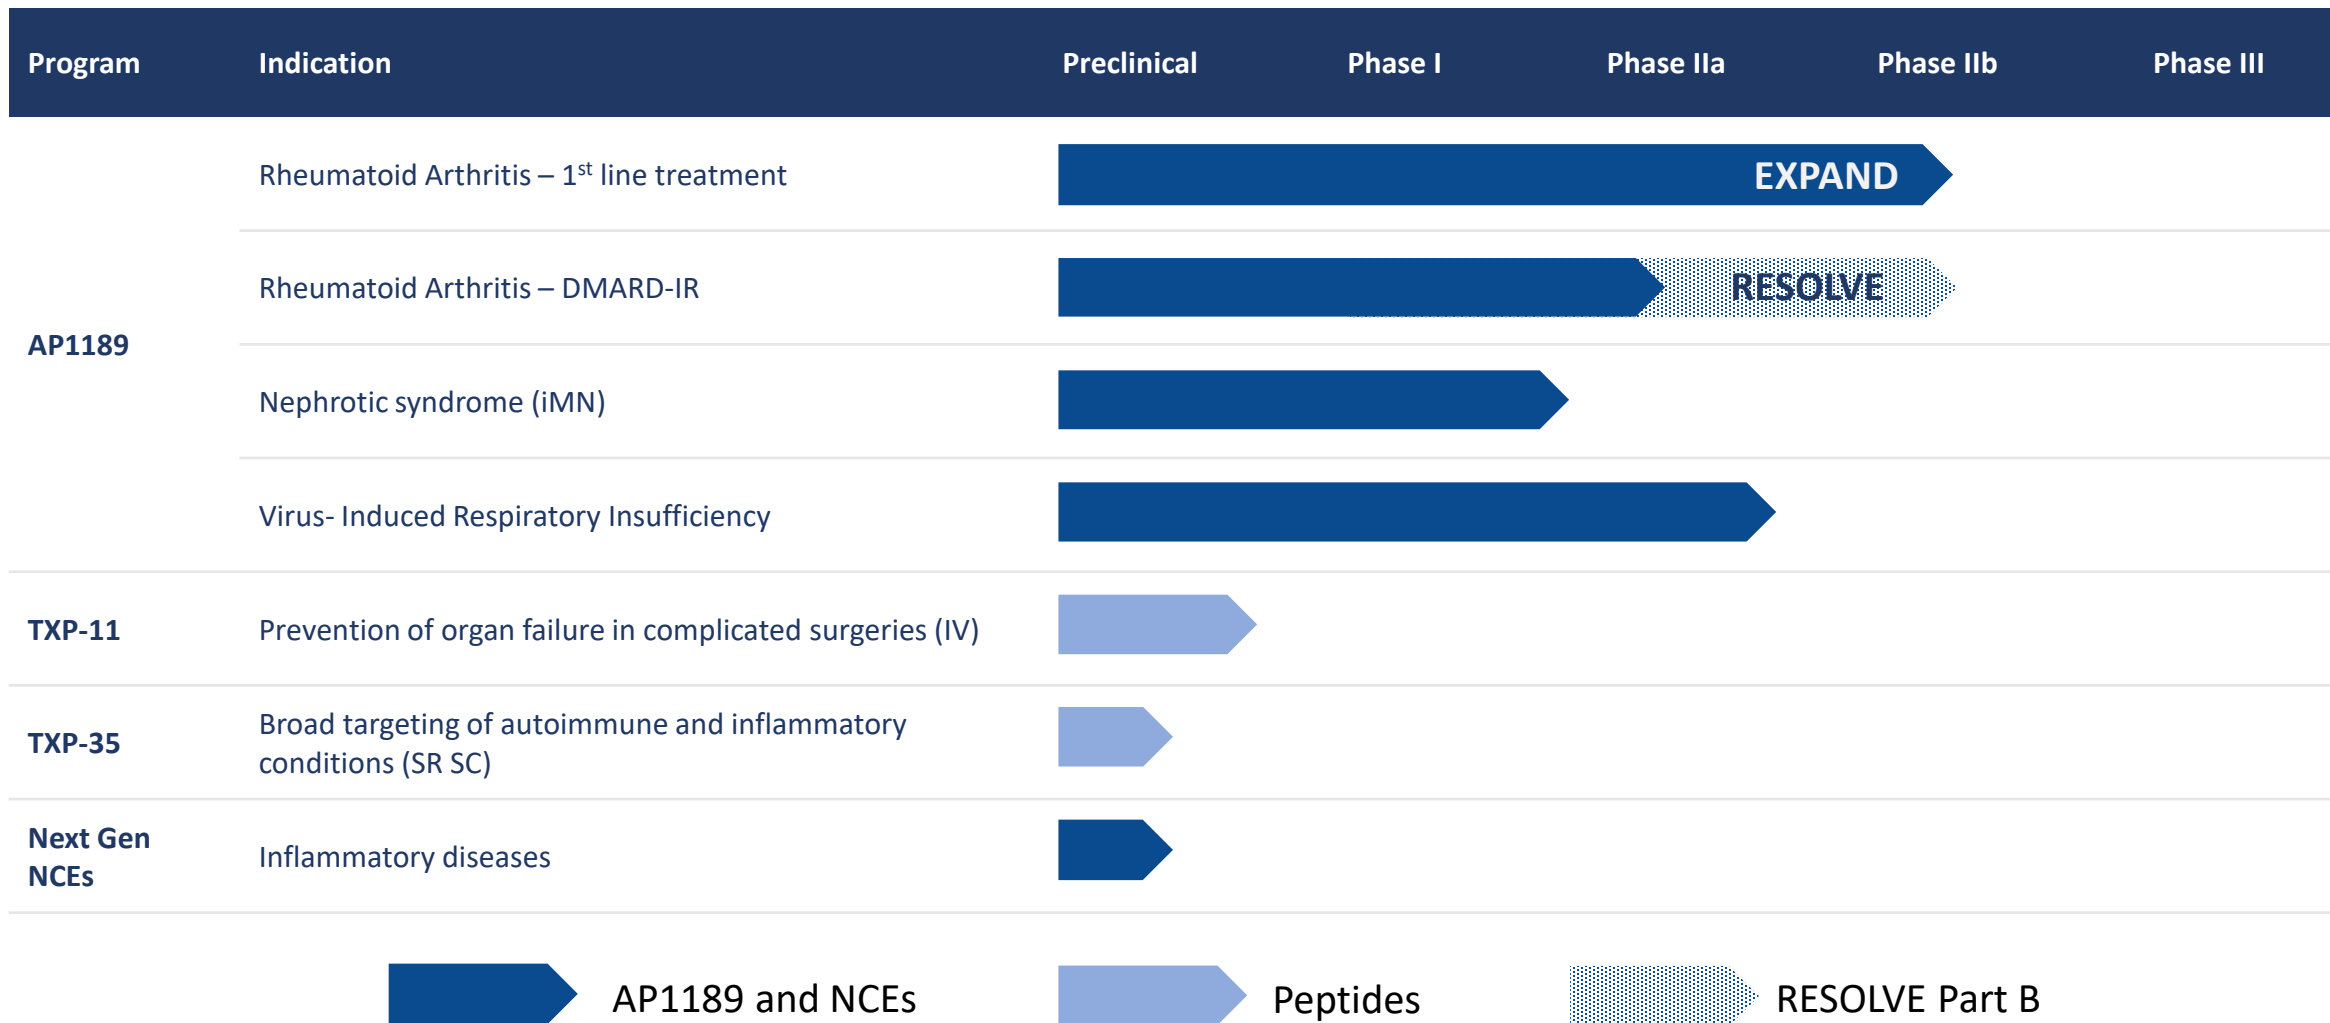 Program Indication Preclinical Phase I Phase IIa Phase IIb Phase III
Rheumatoid Arthritis – 1st line treatment EXPAND
Rheumatoid Arthritis – DMARD-IR RESOLVE
AP1189
Nephrotic syndrome (iMN)
Virus- Induced Respiratory Insufficiency
TXP-11 Prevention of organ failure in complicated surgeries (IV)
TXP-35 Broad targeting of autoimmune and inflammatory
conditions (SR SC)
Next Gen
NCEs
Inflammatory diseases
AP1189 and NCEs Peptides RESOLVE Part B